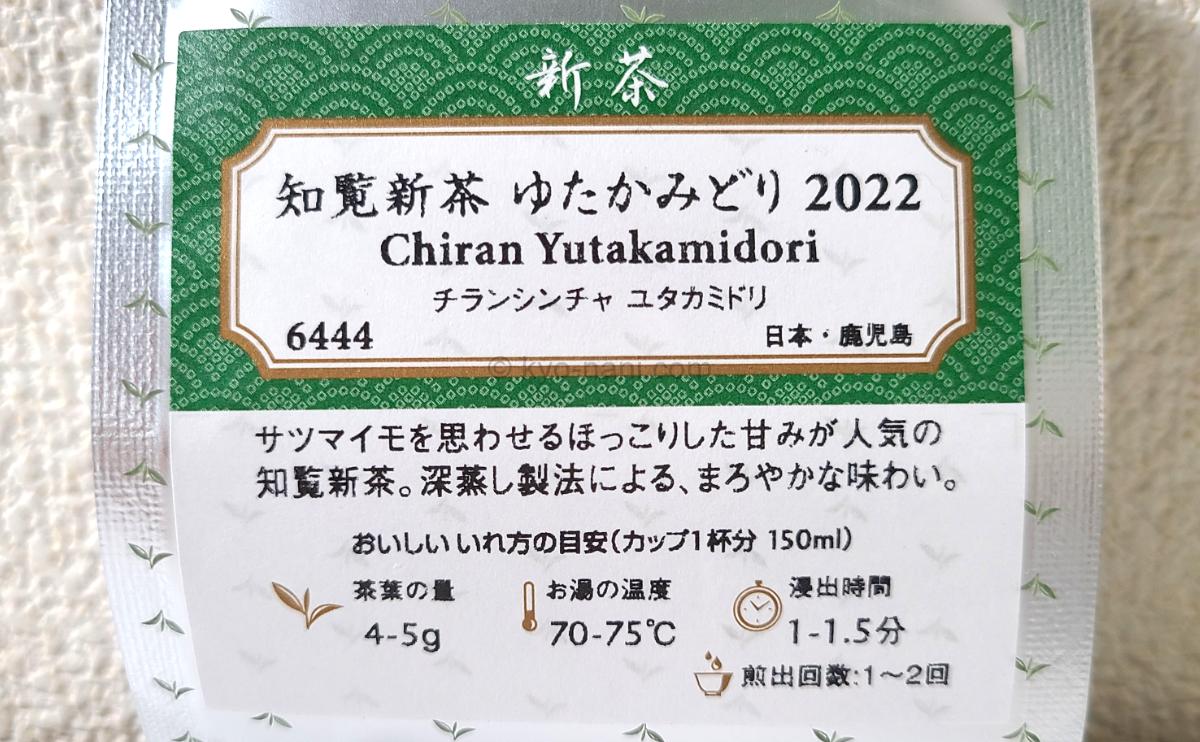 新茶
知覧新茶 ゆたかみどり 2022
Chiran Yutakamidori
チランシンチャ ユタカミドリ
6444 日本・鹿児島
© kyo-nani.com
サツマイモを思わせるほっこりした甘みが人気の
知覧新茶。深蒸し製法による、まろやかな味わい。
おいしいいれ方の目安(カップ1杯分 150ml)
茶葉の量 お湯の温度 浸出時間
4-5g 70-75℃ 1-1.5分
煎出回数:1〜2回